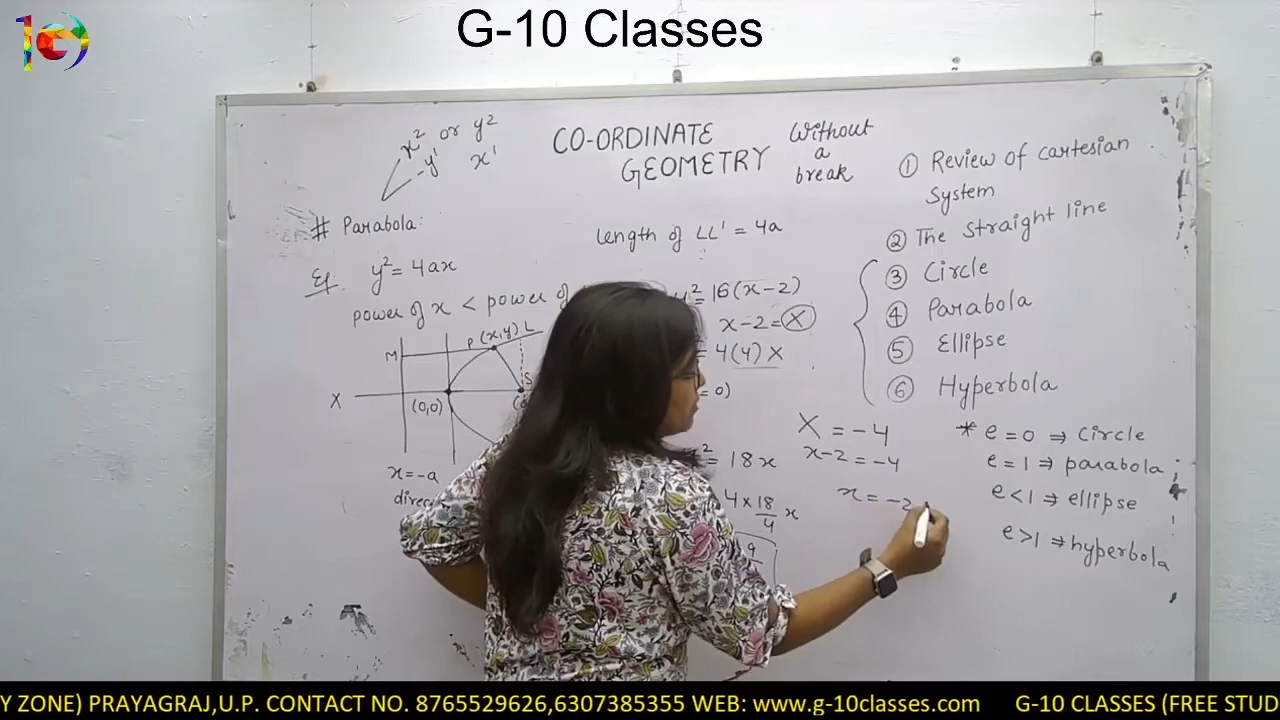 G-10 Classes
x² or y²
-y' x'
CO-ORDINATE
GEOMETRY
Without
a
break
# Parabola:
Ef. y² = 4ax
power of x < power of
length of LL' = 4a
y² = 16(x-2)
x-2 = X
= 4(4) X
= 0)
M
P (x,y) L
S
X
(0,0)
x = -a
² = 18x
4 × 18/4 x
9
X = -4
x-2 = -4
x = -2
① Review of cartesian
system
② The straight line
③ Circle
④ Parabola
⑤ Ellipse
⑥ Hyperbola
* e = 0 ⇒ Circle
e = 1 ⇒ parabola
e < 1 ⇒ ellipse
e > 1 ⇒ hyperbola
Y ZONE) PRAYAGRAJ,U.P. CONTACT NO. 8765529626,6307385355 WEB: www.g-10classes.com G-10 CLASSES (FREE STUD